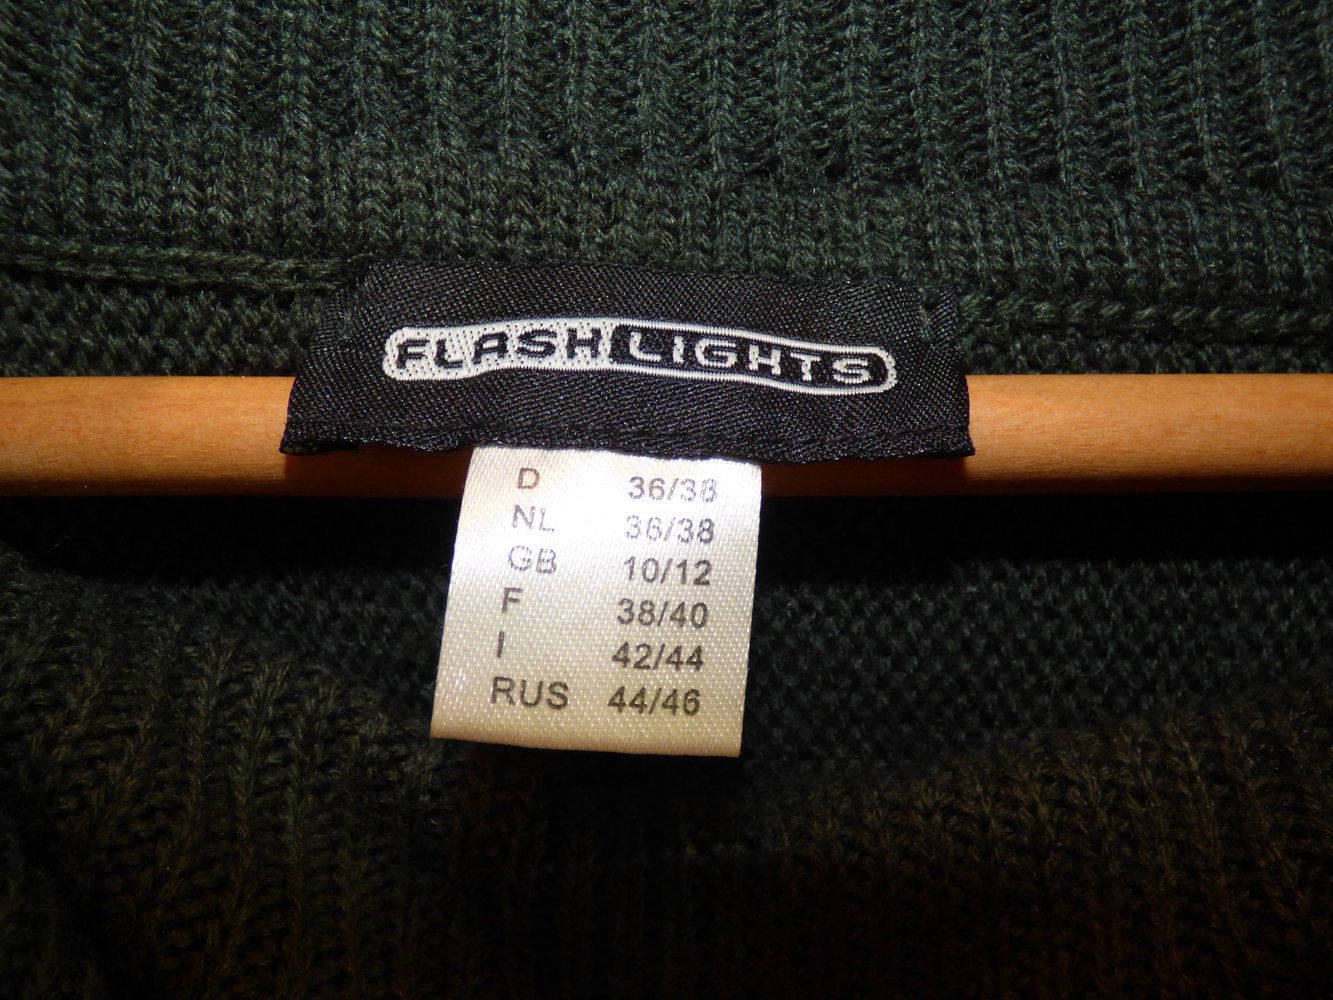 FLASHLIGHTS
D 36/38
NL 36/38
GB 10/12
F 38/40
I 42/44
RUS 44/46